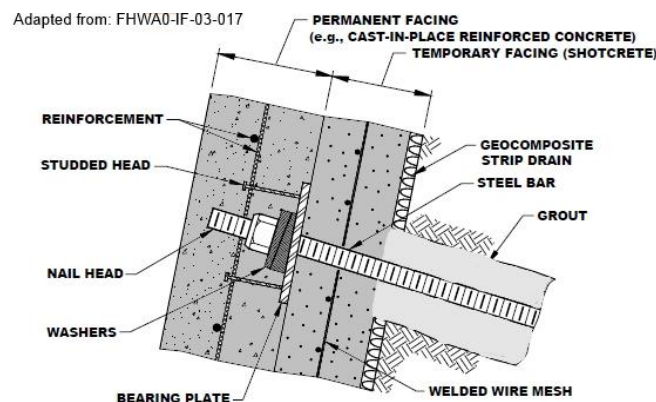 Adapted from: FHWA0-IF-03-017
PERMANENT FACING
(e.g., CAST-IN-PLACE REINFORCED CONCRETE)
TEMPORARY FACING (SHOTCRETE)
REINFORCEMENT
STUDDED HEAD
NAIL HEAD
WASHERS
BEARING PLATE
GEOCOMPOSITE
STRIP DRAIN
STEEL BAR
GROUT
WELDED WIRE MESH